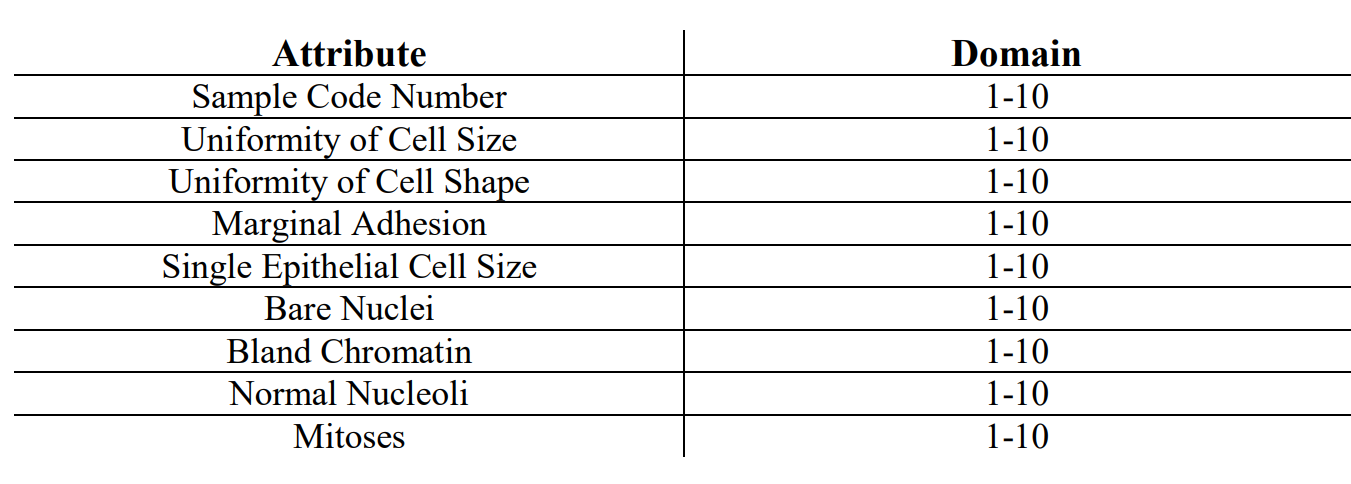 Attribute Domain
Sample Code Number 1-10
Uniformity of Cell Size 1-10
Uniformity of Cell Shape 1-10
Marginal Adhesion 1-10
Single Epithelial Cell Size 1-10
Bare Nuclei 1-10
Bland Chromatin 1-10
Normal Nucleoli 1-10
Mitoses 1-10